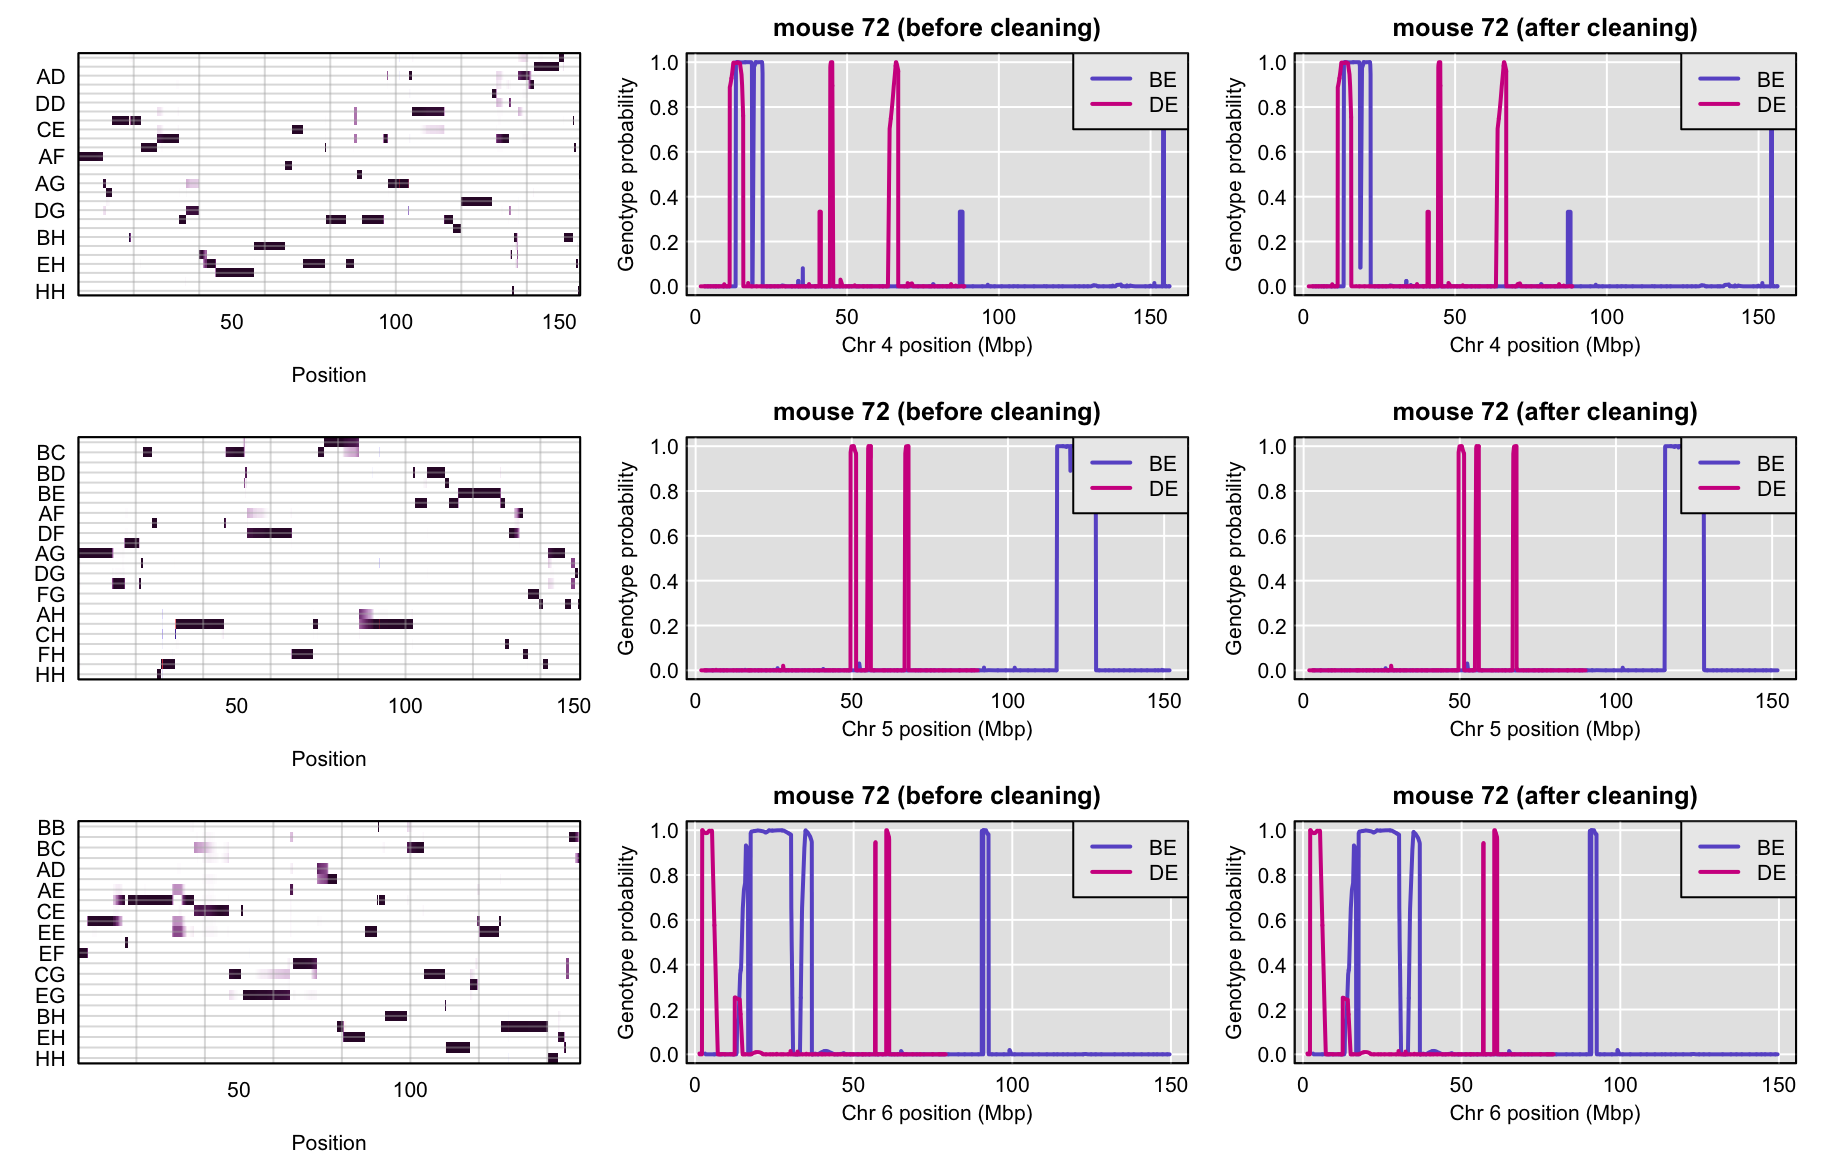 AD
DD
CE
AF
AG
DG
BH
EH
HH
50 100 150
Position
mouse 72 (before cleaning)
Genotype probability
1.0
0.8
0.6
0.4
0.2
0.0
BE
DE
0 50 100 150
Chr 4 position (Mbp)
mouse 72 (after cleaning)
Genotype probability
1.0
0.8
0.6
0.4
0.2
0.0
BE
DE
0 50 100 150
Chr 4 position (Mbp)
BC
BD
BE
AF
DF
AG
DG
FG
AH
CH
FH
HH
50 100 150
Position
mouse 72 (before cleaning)
Genotype probability
1.0
0.8
0.6
0.4
0.2
0.0
BE
DE
0 50 100 150
Chr 5 position (Mbp)
mouse 72 (after cleaning)
Genotype probability
1.0
0.8
0.6
0.4
0.2
0.0
BE
DE
0 50 100 150
Chr 5 position (Mbp)
BB
BC
AD
AE
CE
EE
EF
CG
EG
BH
EH
HH
50 100
Position
mouse 72 (before cleaning)
Genotype probability
1.0
0.8
0.6
0.4
0.2
0.0
BE
DE
0 50 100 150
Chr 6 position (Mbp)
mouse 72 (after cleaning)
Genotype probability
1.0
0.8
0.6
0.4
0.2
0.0
BE
DE
0 50 100 150
Chr 6 position (Mbp)